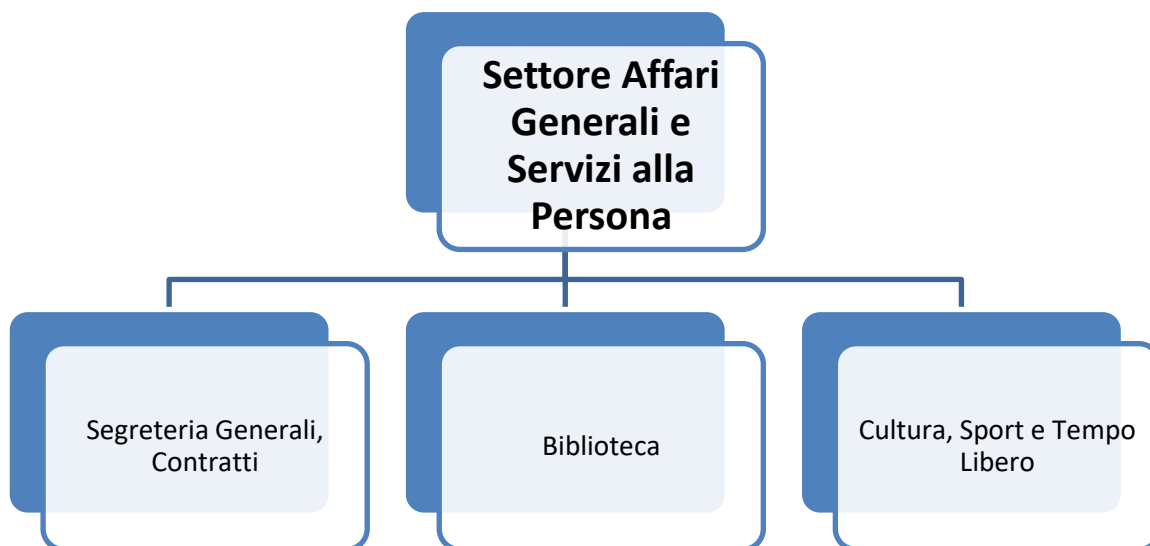 Settore Affari
Generali e
Servizi alla
Persona
Segreteria Generali,
Contratti
Biblioteca
Cultura, Sport e Tempo
Libero